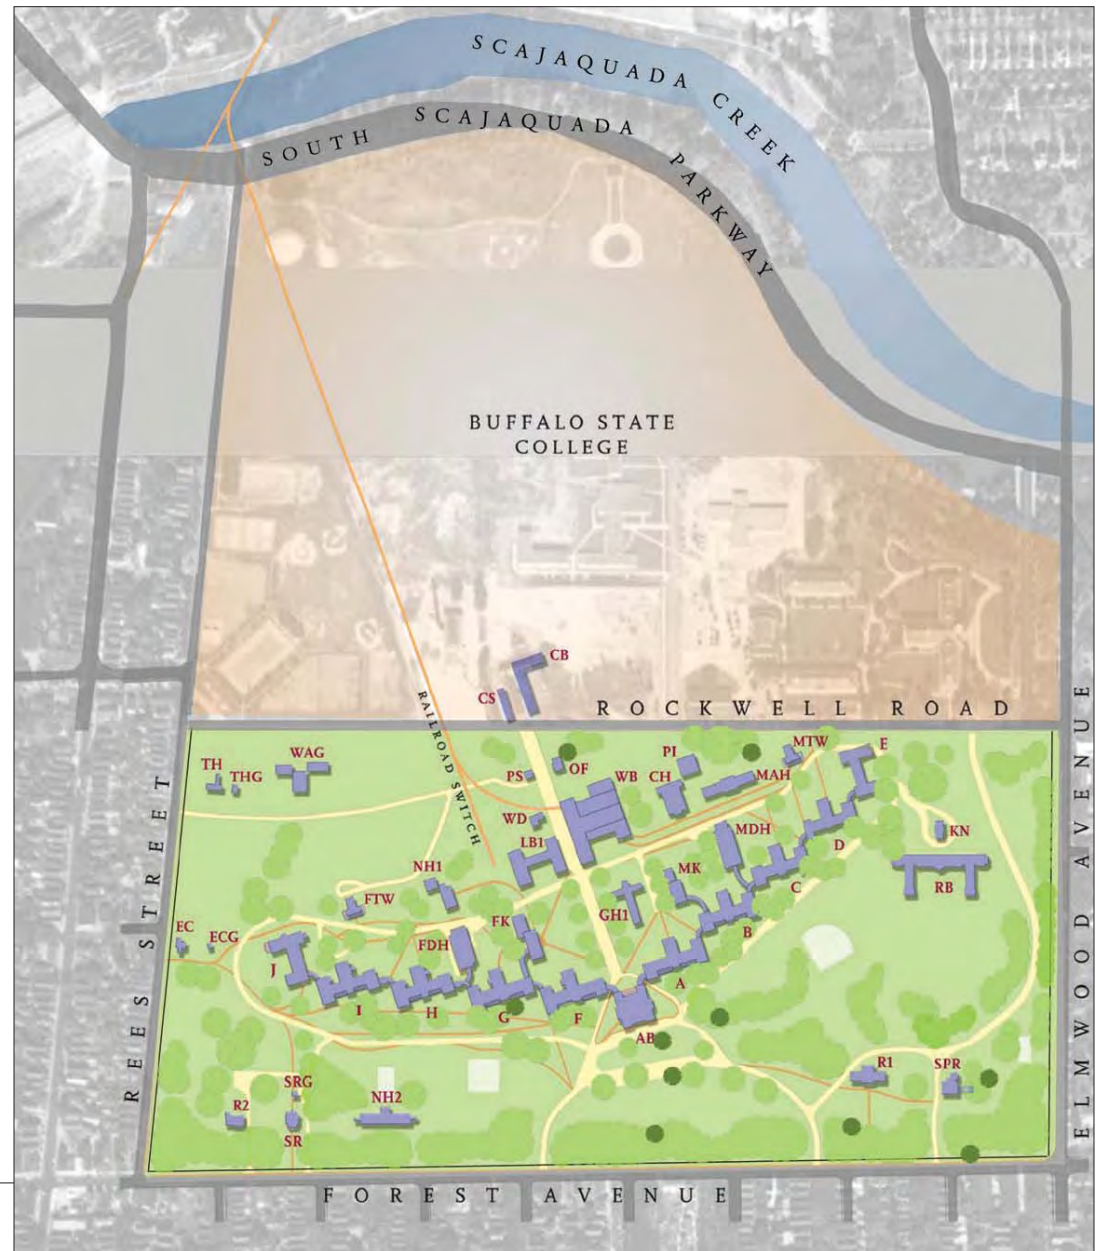 SCAJAQUADA CREEK
SOUTH SCAJAQUADA PARKWAY
BUFFALO STATE
COLLEGE
CB
CS
ROCKWELL ROAD
RAILROAD SWITCH
REES STREET
ELMWOOD AVENUE
TH
THG
WAG
PS
OF
WB
PI
CH
MAH
MTW
E
WD
LB1
MDH
D
KN
RB
NH1
MK
C
FTW
GH1
B
FK
EC
ECG
FDH
J
A
I
H
G
F
AB
R1
SPR
SRG
R2
NH2
SR
FOREST AVENUE